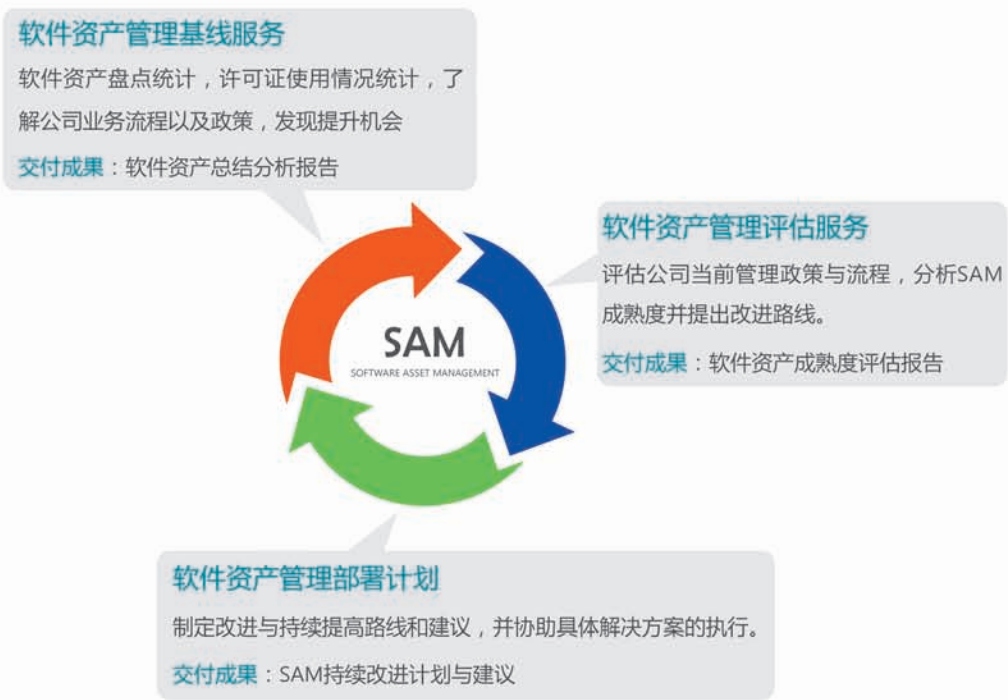 软件资产管理基线服务
软件资产盘点统计，许可证使用情况统计，了
解公司业务流程以及政策，发现提升机会
交付成果：软件资产总结分析报告
软件资产管理评估服务
评估公司当前管理政策与流程，分析SAM
成熟度并提出改进路线。
交付成果：软件资产成熟度评估报告
SAM
SOFTWARE ASSET MANAGEMENT
软件资产管理部署计划
制定改进与持续提高路线和建议，并协助具体解决方案的执行。
交付成果：SAM持续改进计划与建议